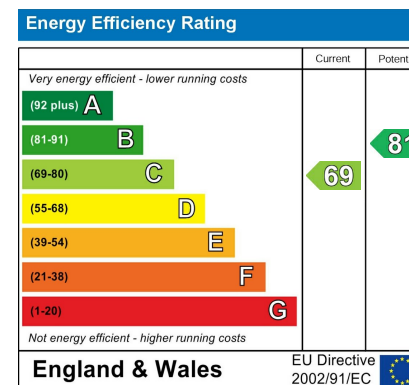 Energy Efficiency Rating
Current Potent
Very energy efficient - lower running costs
(92 plus) A
(81-91) B
81
(69-80) C
69
(55-68) D
(39-54) E
(21-38) F
(1-20) G
Not energy efficient - higher running costs
England & Wales
EU Directive
2002/91/EC